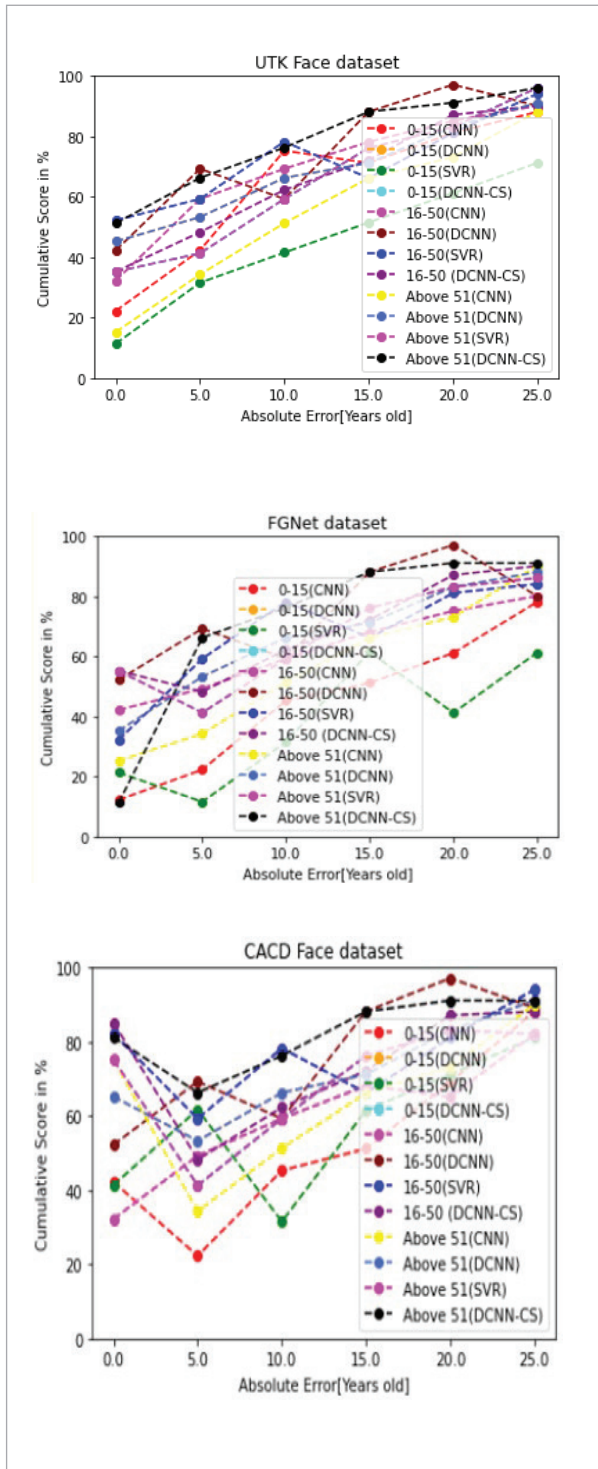 UTK Face dataset
100
80
60
40
20
0
Cumulative Score in %
0-15(CNN)
0-15(DCNN)
0-15(SVR)
0-15(DCNN-CS)
16-50(CNN)
16-50(DCNN)
16-50(SVR)
16-50 (DCNN-CS)
Above 51(CNN)
Above 51(DCNN)
Above 51(SVR)
Above 51(DCNN-CS)
0.0 5.0 10.0 15.0 20.0 25.0
Absolute Error[Years old]
FGNet dataset
100
80
60
40
20
0
Cumulative Score in %
0-15(CNN)
0-15(DCNN)
0-15(SVR)
0-15(DCNN-CS)
16-50(CNN)
16-50(DCNN)
16-50(SVR)
16-50 (DCNN-CS)
Above 51(CNN)
Above 51(DCNN)
Above 51(SVR)
Above 51(DCNN-CS)
0.0 5.0 10.0 15.0 20.0 25.0
Absolute Error[Years old]
CACD Face dataset
100
80
60
40
20
0
Cumulative Score in %
0-15(CNN)
0-15(DCNN)
0-15(SVR)
0-15(DCNN-CS)
16-50(CNN)
16-50(DCNN)
16-50(SVR)
16-50 (DCNN-CS)
Above 51(CNN)
Above 51(DCNN)
Above 51(SVR)
Above 51(DCNN-CS)
0.0 5.0 10.0 15.0 20.0 25.0
Absolute Error[Years old]